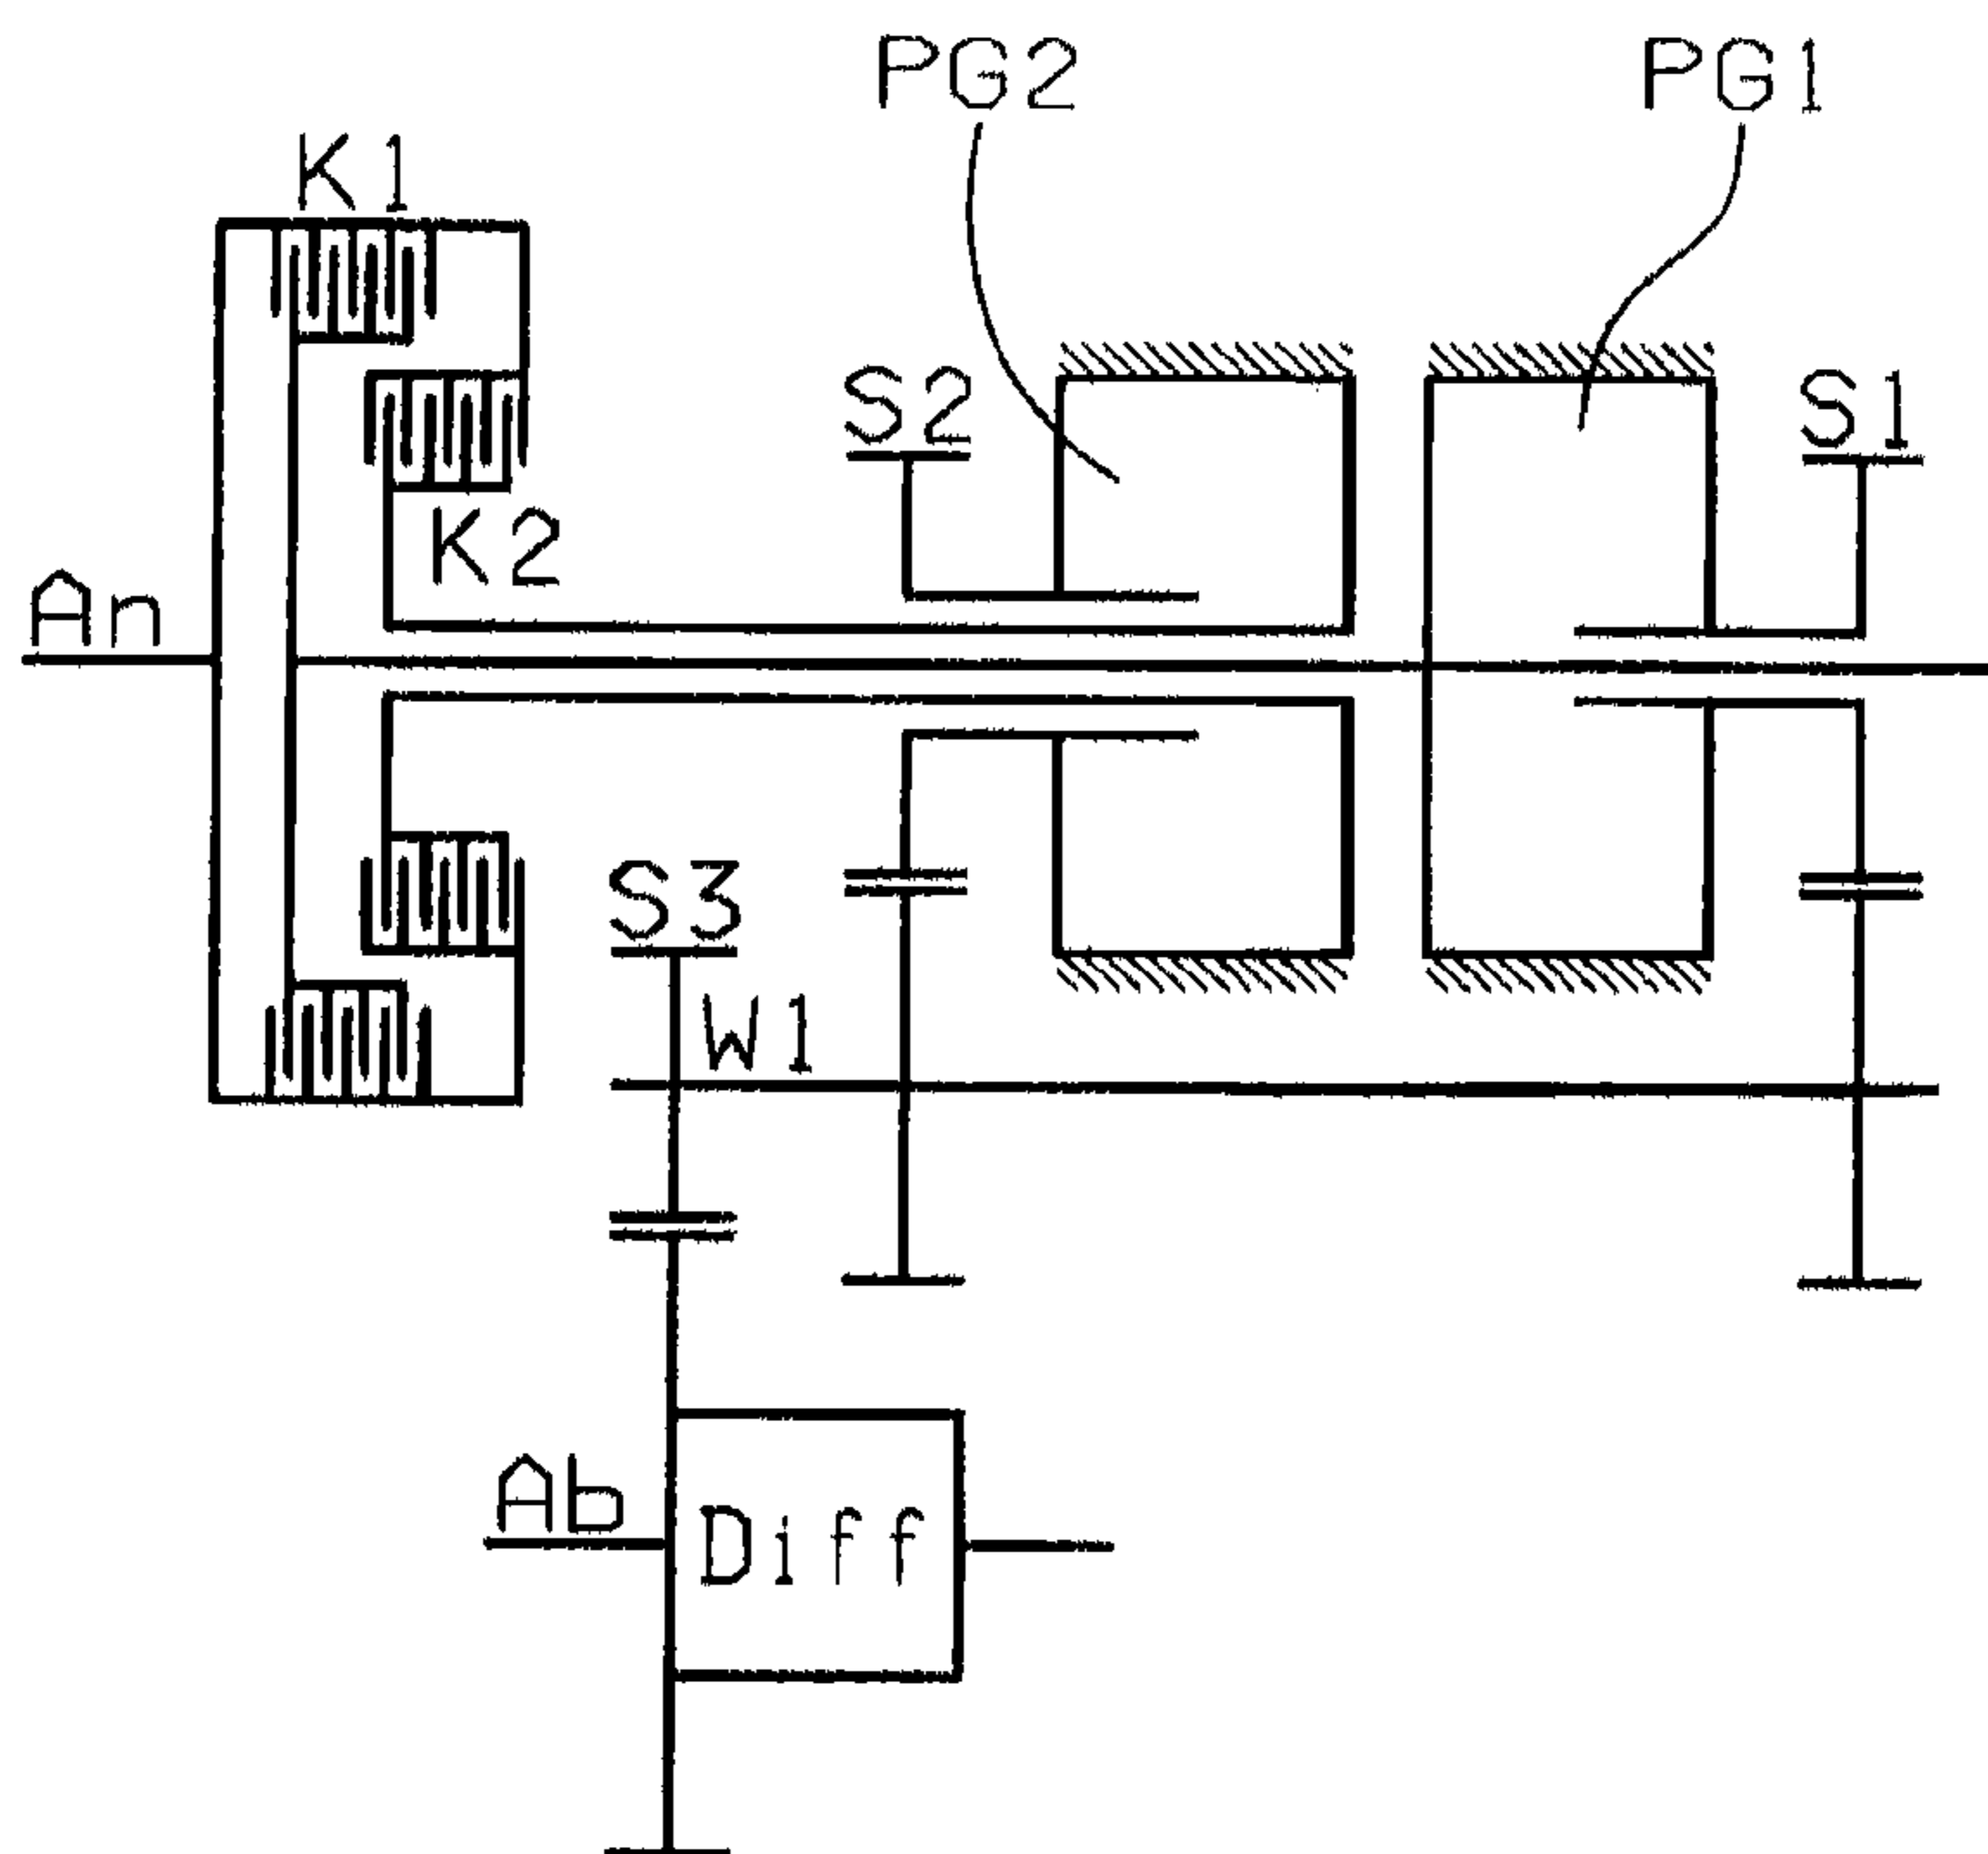 PG2 PG1
K1
S2 S1
K2
An
S3
W1
Ab
Diff